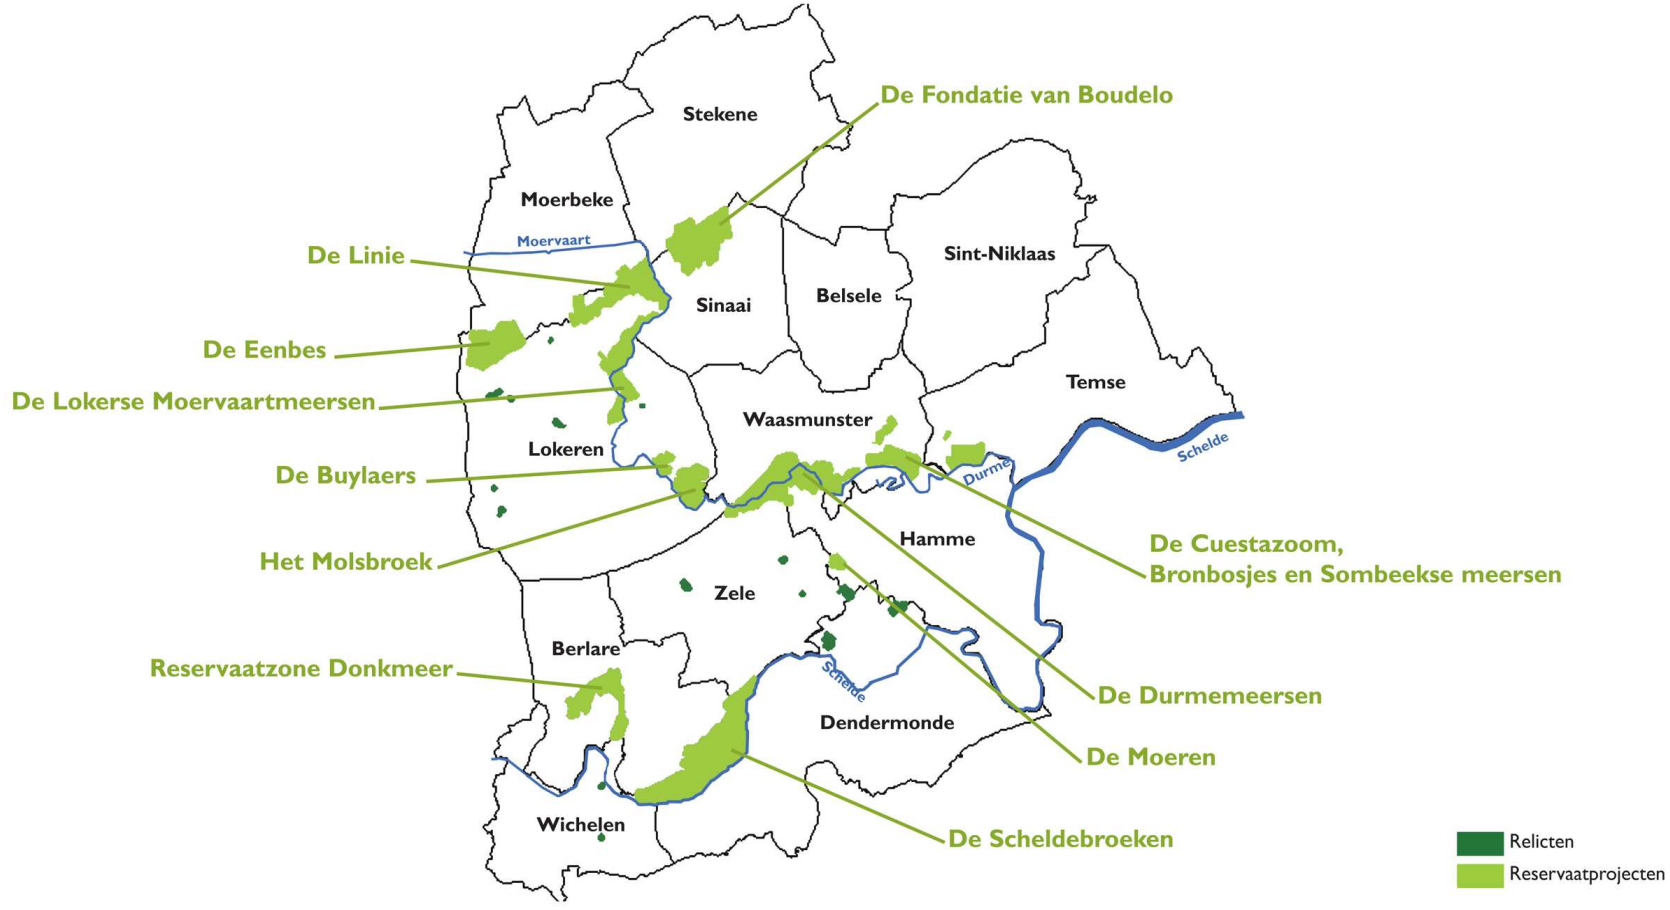 De Fondatie van Boudelo
Stekene
Moerbeke
Moervaart
De Linie
Sint-Niklaas
Belsele
Sinaai
De Eenbes
Temse
De Lokerse Moervaartmeersen
Waasmunster
Lokeren
Schelde
De Buylaers
Durme
Hamme
De Cuestazoom,
Bronbosjes en Sombeekse meersen
Het Molsbroek
Zele
Berlare
Reservaatzone Donkmeer
Schelde
De Durmemeersen
Dendermonde
De Moeren
Wichelen
De Scheldebroeken
Relicten
Reservaatprojecten